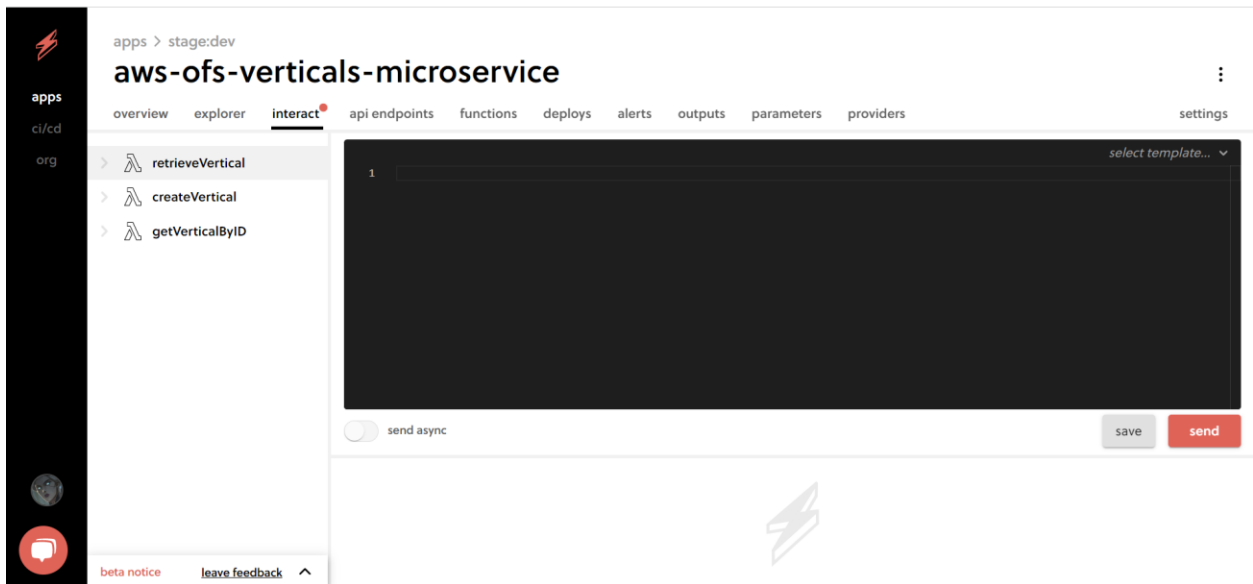 apps > stage:dev
aws-ofs-verticals-microservice
apps
ci/cd
org
overview explorer interact api endpoints functions deploys alerts outputs parameters providers settings
retrieveVertical
createVertical
getVerticalByID
select template...
1
send async
save send
beta notice leave feedback